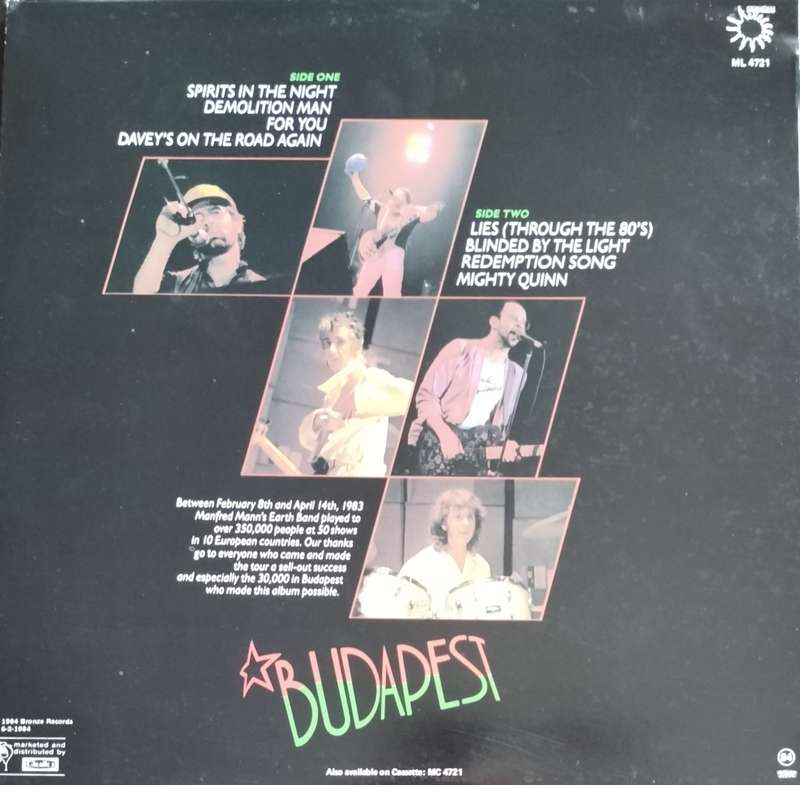 ML 4721
SIDE ONE
SPIRITS IN THE NIGHT
DEMOLITION MAN
FOR YOU
DAVEY'S ON THE ROAD AGAIN
SIDE TWO
LIES (THROUGH THE 80'S)
BLINDED BY THE LIGHT
REDEMPTION SONG
MIGHTY QUINN
Between February 8th and April 14th, 1983
Manfred Mann's Earth Band played to
over 350,000 people at 50 shows
in 10 European countries. Our thanks
go to everyone who came and made
the tour a sell-out success
and especially the 30,000 in Budapest
who made this album possible.
BUDAPEST
1984 Bronze Records
6-2-1984
marketed and
distributed by
Also available on Cassette: MC 4721
84